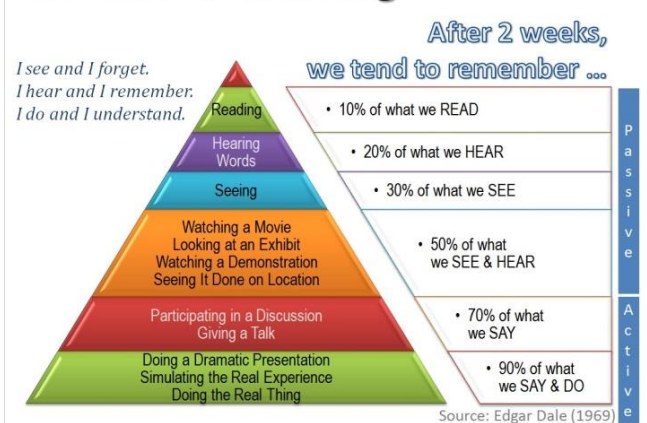 After 2 weeks,
we tend to remember ...
I see and I forget.
I hear and I remember.
I do and I understand.
Reading
• 10% of what we READ
Hearing
Words
• 20% of what we HEAR
Seeing
• 30% of what we SEE
Watching a Movie
Looking at an Exhibit
Watching a Demonstration
Seeing It Done on Location
• 50% of what
we SEE & HEAR
Passive
Participating in a Discussion
Giving a Talk
• 70% of what
we SAY
Doing a Dramatic Presentation
Simulating the Real Experience
Doing the Real Thing
• 90% of what
we SAY & DO
Active
Source: Edgar Dale (1969)